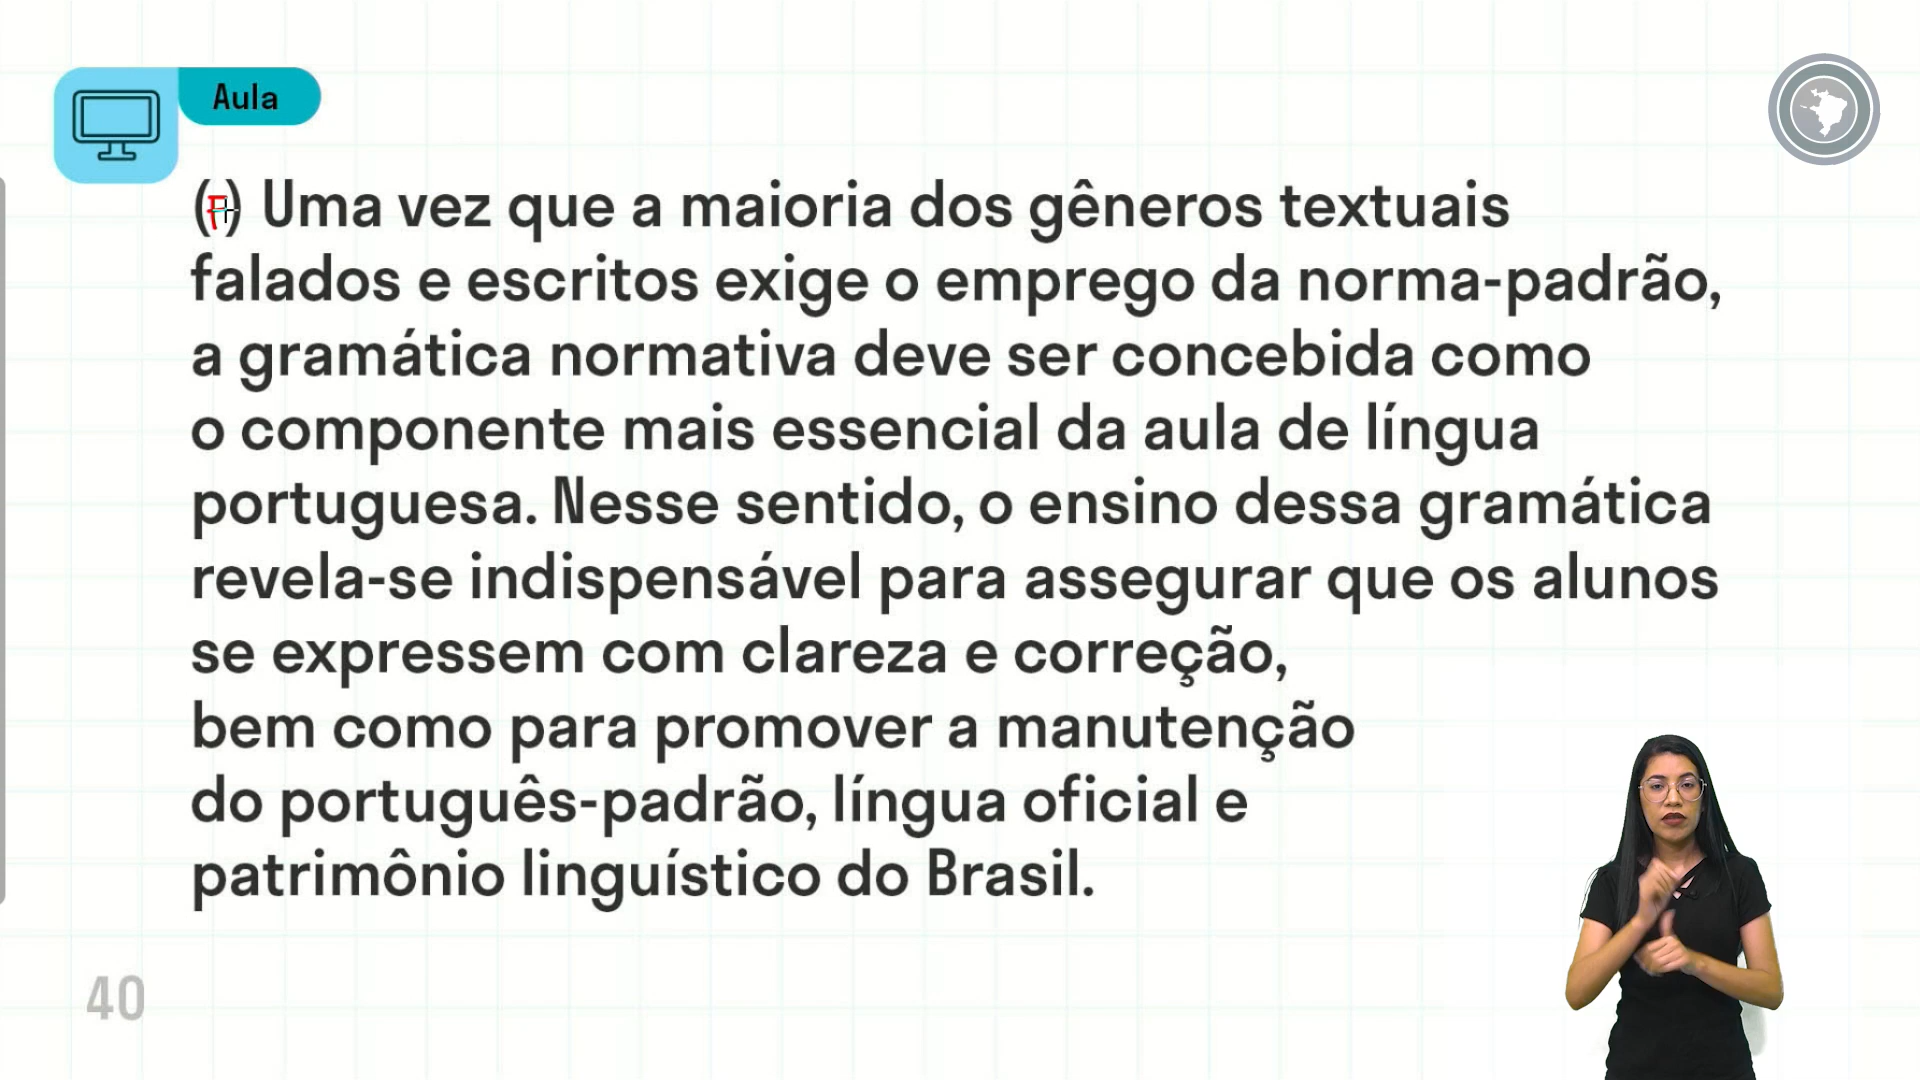 Aula
(F) Uma vez que a maioria dos gêneros textuais
falados e escritos exige o emprego da norma-padrão,
a gramática normativa deve ser concebida como
o componente mais essencial da aula de língua
portuguesa. Nesse sentido, o ensino dessa gramática
revela-se indispensável para assegurar que os alunos
se expressem com clareza e correção,
bem como para promover a manutenção
do português-padrão, língua oficial e
patrimônio linguístico do Brasil.
40